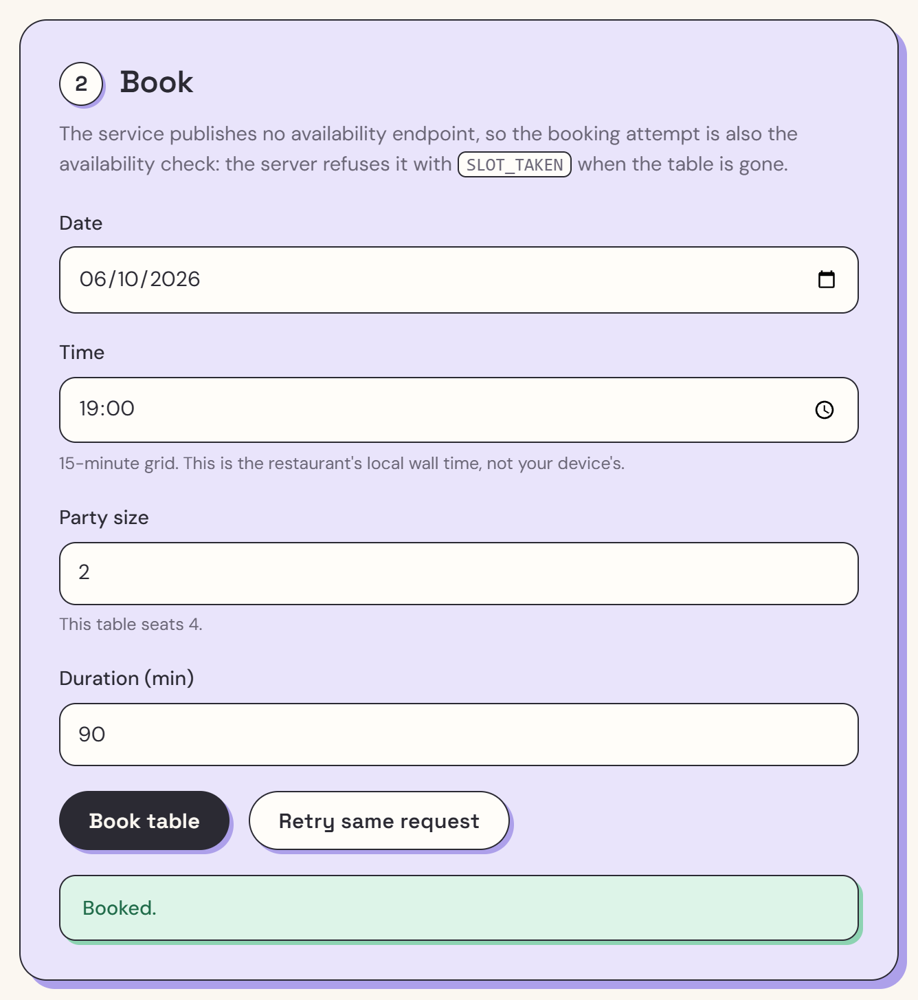 2 Book
The service publishes no availability endpoint, so the booking attempt is also the
availability check: the server refuses it with SLOT_TAKEN when the table is gone.
Date
06/10/2026
Time
19:00
15-minute grid. This is the restaurant's local wall time, not your device's.
Party size
2
This table seats 4.
Duration (min)
90
Book table Retry same request
Booked.